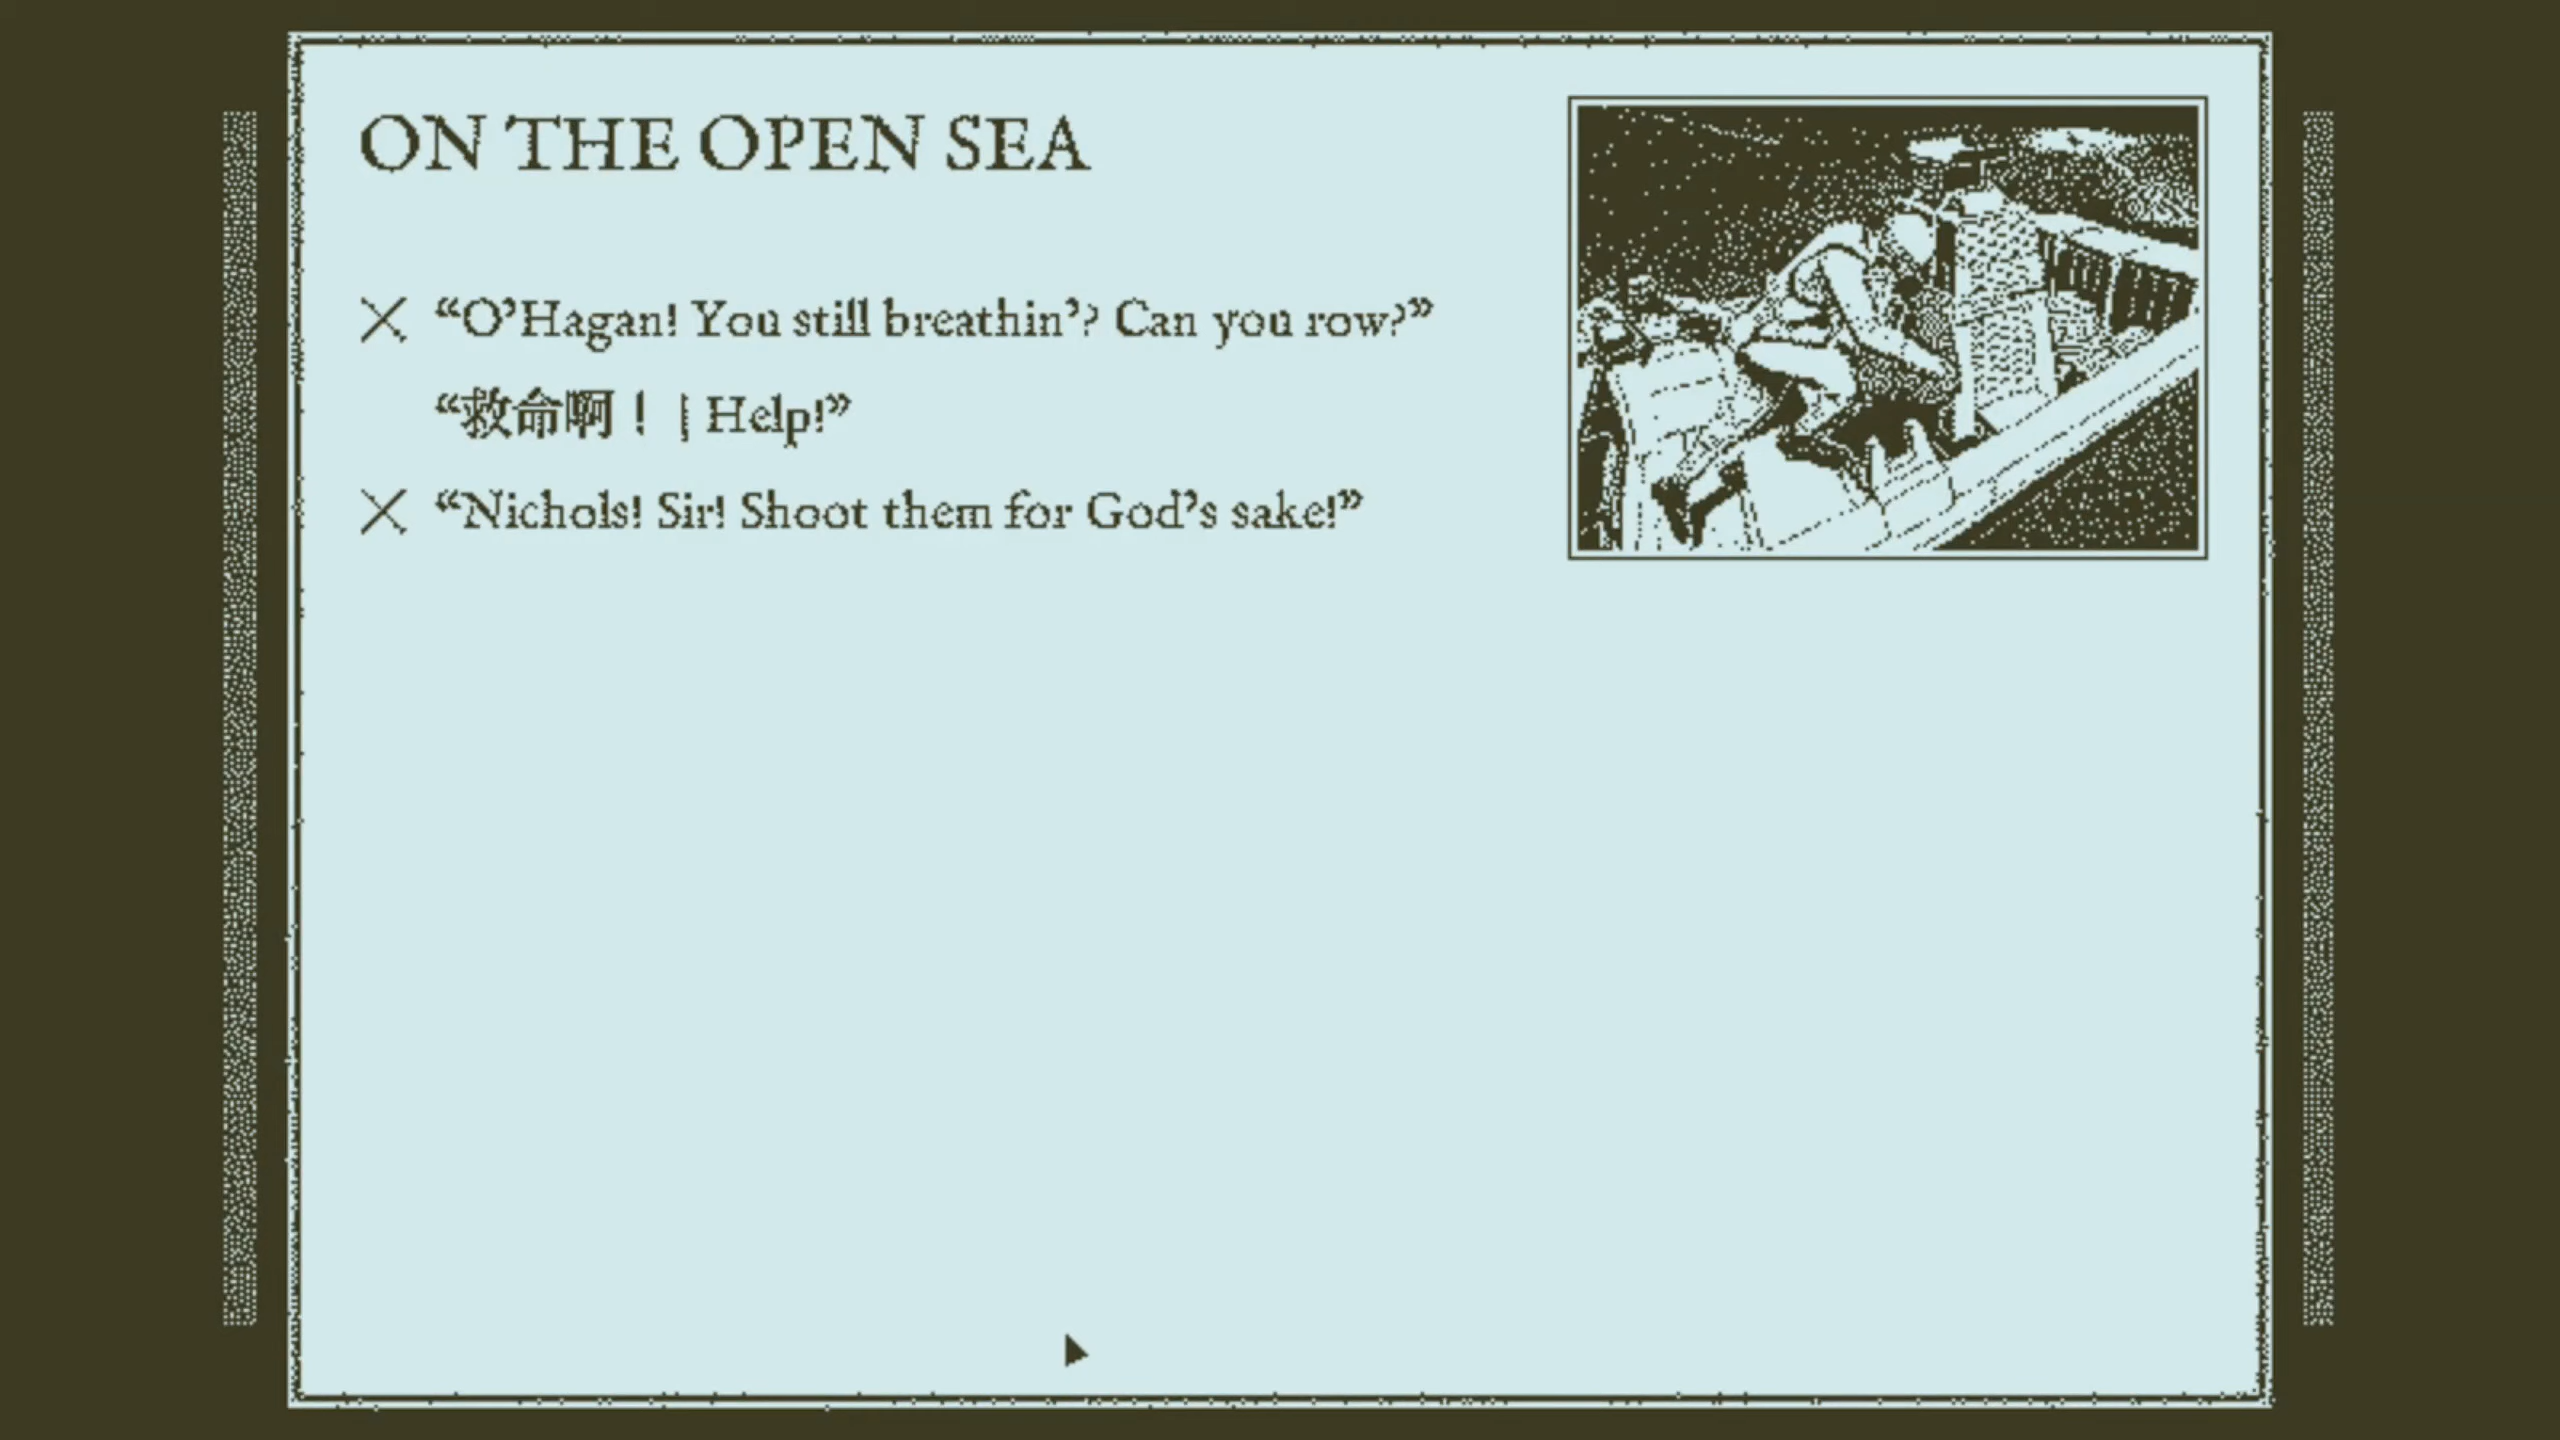 ON THE OPEN SEA
“O’Hagan! You still breathin’? Can you row?”
“救命啊！ | Help!”
“Nichols! Sir! Shoot them for God’s sake!”